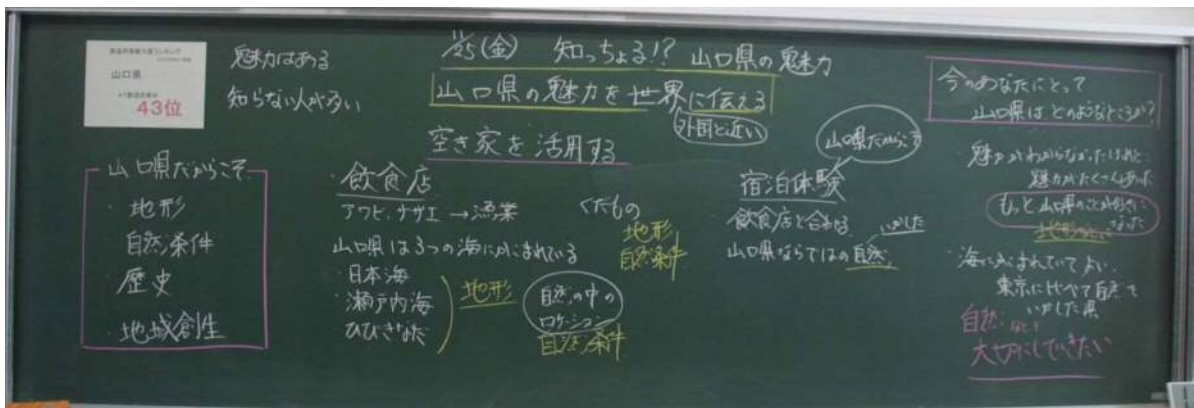 山口県
43位
魅力はある
知らない人が多い
山口県だからこそ
・地形
・自然条件
・歴史
・地域創生
11/25(金) 知っちょる!? 山口県の魅力
山口県の魅力を世界に伝える
外国と近い
空き家を活用する
・飲食店
アワビ、サザエ→漁業 くだもの
地形
自然条件
山口県は3つの海にかこまれている
・日本海
・瀬戸内海
・ひびきなだ
地形
自然の中の
ロケーション
自然条件
山口県だからこそ
宿泊体験
飲食店と合わせる
いかした
山口県ならではの自然
今のあなたにとって
山口県はどのようなところか?
・魅力がわからなかったけれど
魅力がたくさんあった
もっと山口県のことが好きに
なった
・海にかこまれていてよい
東京に比べて自然を
いかした県
自然
大切にしていきたい